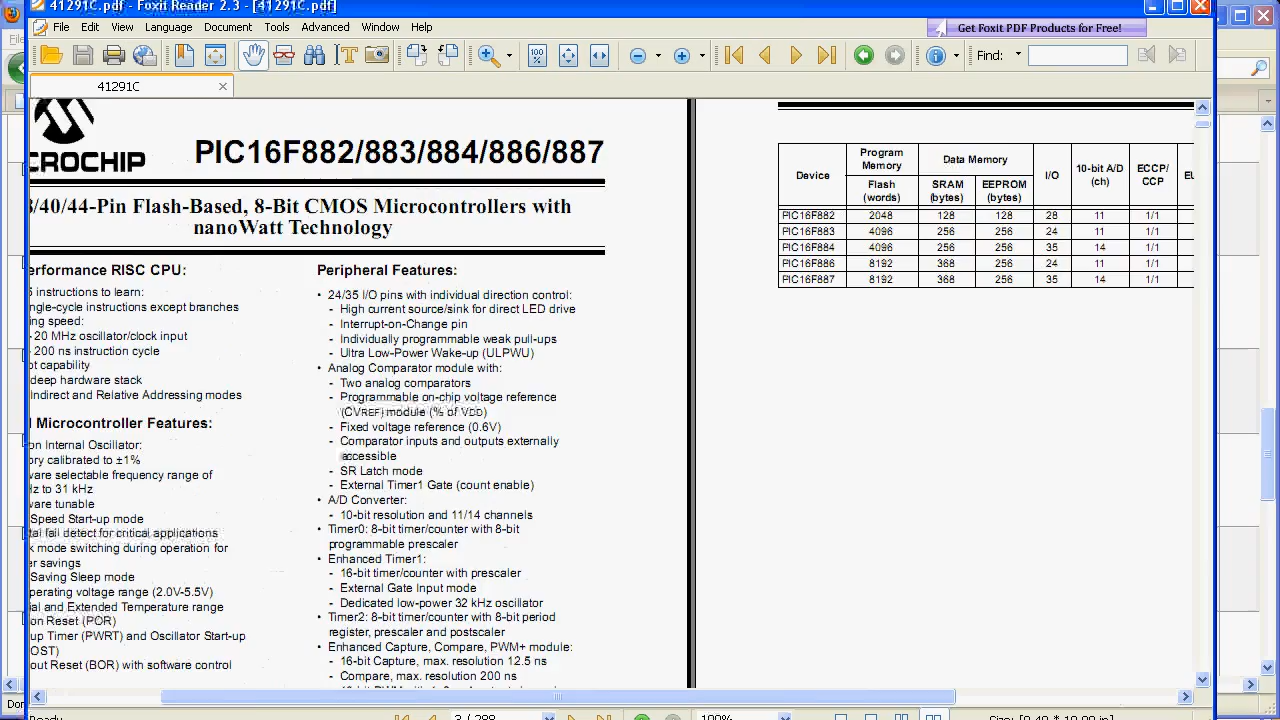 41291C.pdf - Foxit Reader 2.3 - [41291C.pdf]
File Edit View Language Document Tools Advanced Window Help
Get Foxit PDF Products for Free!
Find:
41291C
CROCHIP
PIC16F882/883/884/886/887
8/40/44-Pin Flash-Based, 8-Bit CMOS Microcontrollers with
nanoWatt Technology
erformance RISC CPU:
5 instructions to learn:
ngle-cycle instructions except branches
ing speed:
- 20 MHz oscillator/clock input
200 ns instruction cycle
pt capability
deep hardware stack
Indirect and Relative Addressing modes
l Microcontroller Features:
on Internal Oscillator:
ory calibrated to ±1%
ware selectable frequency range of
Hz to 31 kHz
ware tunable
Speed Start-up mode
tal fail detect for critical applications
k mode switching during operation for
er savings
Saving Sleep mode
perating voltage range (2.0V-5.5V)
ial and Extended Temperature range
on Reset (POR)
up Timer (PWRT) and Oscillator Start-up
OST)
out Reset (BOR) with software control
Peripheral Features:
• 24/35 I/O pins with individual direction control:
- High current source/sink for direct LED drive
- Interrupt-on-Change pin
- Individually programmable weak pull-ups
- Ultra Low-Power Wake-up (ULPWU)
• Analog Comparator module with:
- Two analog comparators
- Programmable on-chip voltage reference
(CVREF) module (% of VDD)
- Fixed voltage reference (0.6V)
- Comparator inputs and outputs externally
accessible
- SR Latch mode
- External Timer1 Gate (count enable)
• A/D Converter:
- 10-bit resolution and 11/14 channels
• Timer0: 8-bit timer/counter with 8-bit
programmable prescaler
• Enhanced Timer1:
- 16-bit timer/counter with prescaler
- External Gate Input mode
- Dedicated low-power 32 kHz oscillator
• Timer2: 8-bit timer/counter with 8-bit period
register, prescaler and postscaler
• Enhanced Capture, Compare, PWM+ module:
- 16-bit Capture, max. resolution 12.5 ns
- Compare, max. resolution 200 ns
Device Program Memory Data Memory I/O 10-bit A/D (ch) ECCP/ CCP EU
Flash (words) SRAM (bytes) EEPROM (bytes)
PIC16F882 2048 128 128 28 11 1/1
PIC16F883 4096 256 256 24 11 1/1
PIC16F884 4096 256 256 35 14 1/1
PIC16F886 8192 368 256 24 11 1/1
PIC16F887 8192 368 256 35 14 1/1
Ready 3 / 288 100%